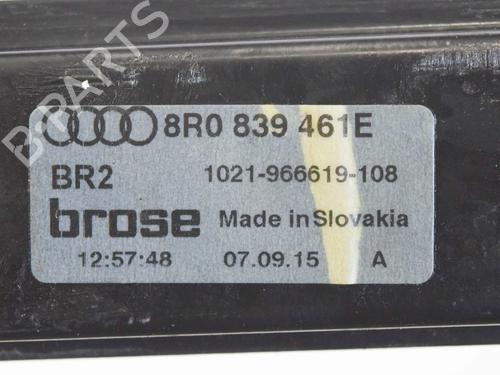 B-PARTS
8R0 839 461E
BR2 1021-966619-108
brose Made in Slovakia
12:57:48 07.09.15 A